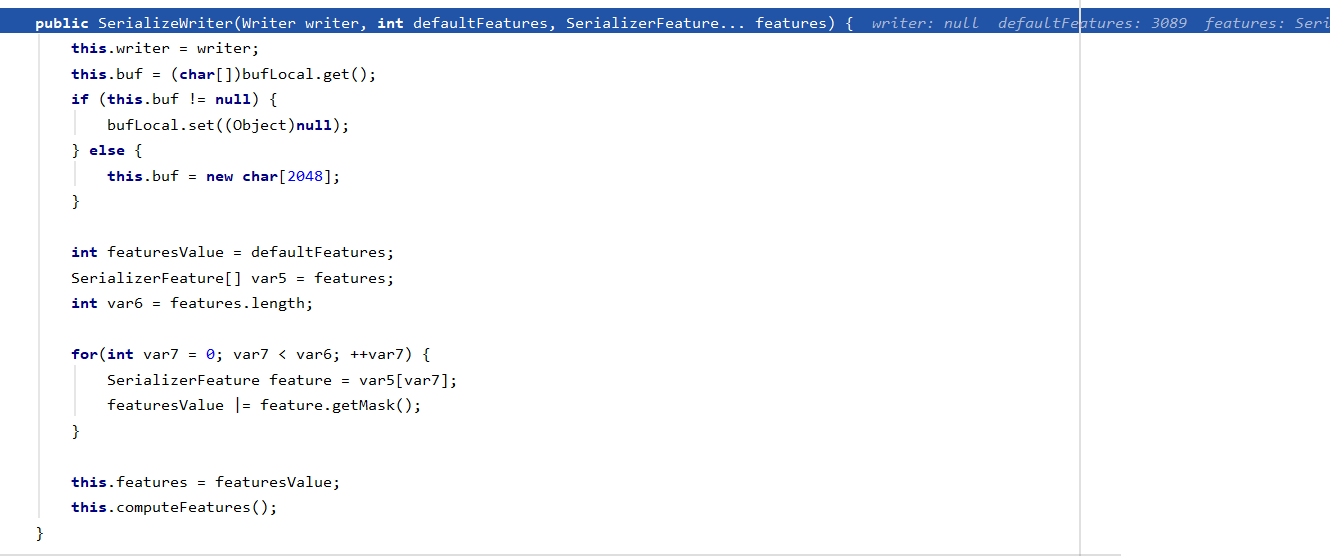 public SerializeWriter(Writer writer, int defaultFeatures, SerializerFeature... features) {  writer: null  defaultFeatures: 3089  features: Seri
    this.writer = writer;
    this.buf = (char[])bufLocal.get();
    if (this.buf != null) {
        bufLocal.set((Object)null);
    } else {
        this.buf = new char[2048];
    }

    int featuresValue = defaultFeatures;
    SerializerFeature[] var5 = features;
    int var6 = features.length;

    for(int var7 = 0; var7 < var6; ++var7) {
        SerializerFeature feature = var5[var7];
        featuresValue |= feature.getMask();
    }

    this.features = featuresValue;
    this.computeFeatures();
}